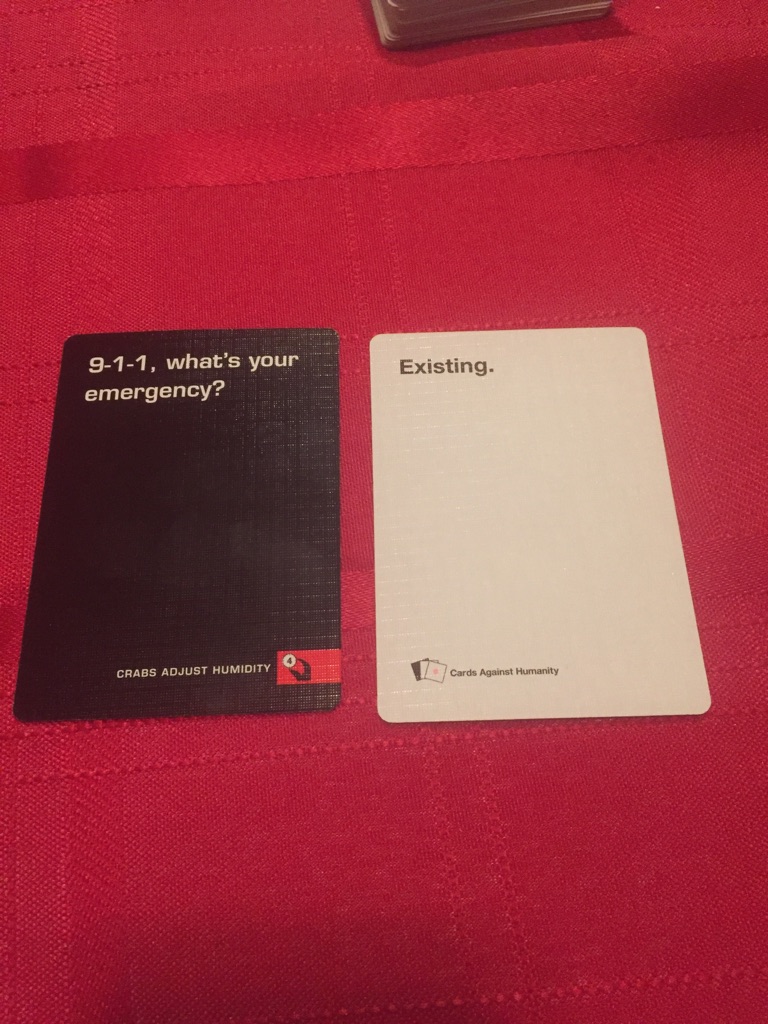 9-1-1, what's your
emergency?
CRABS ADJUST HUMIDITY
4
Existing.
Cards Against Humanity